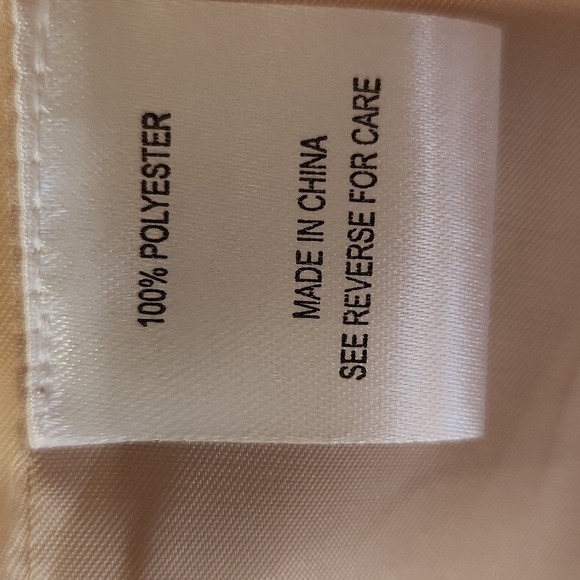 100% POLYESTER
MADE IN CHINA
SEE REVERSE FOR CARE